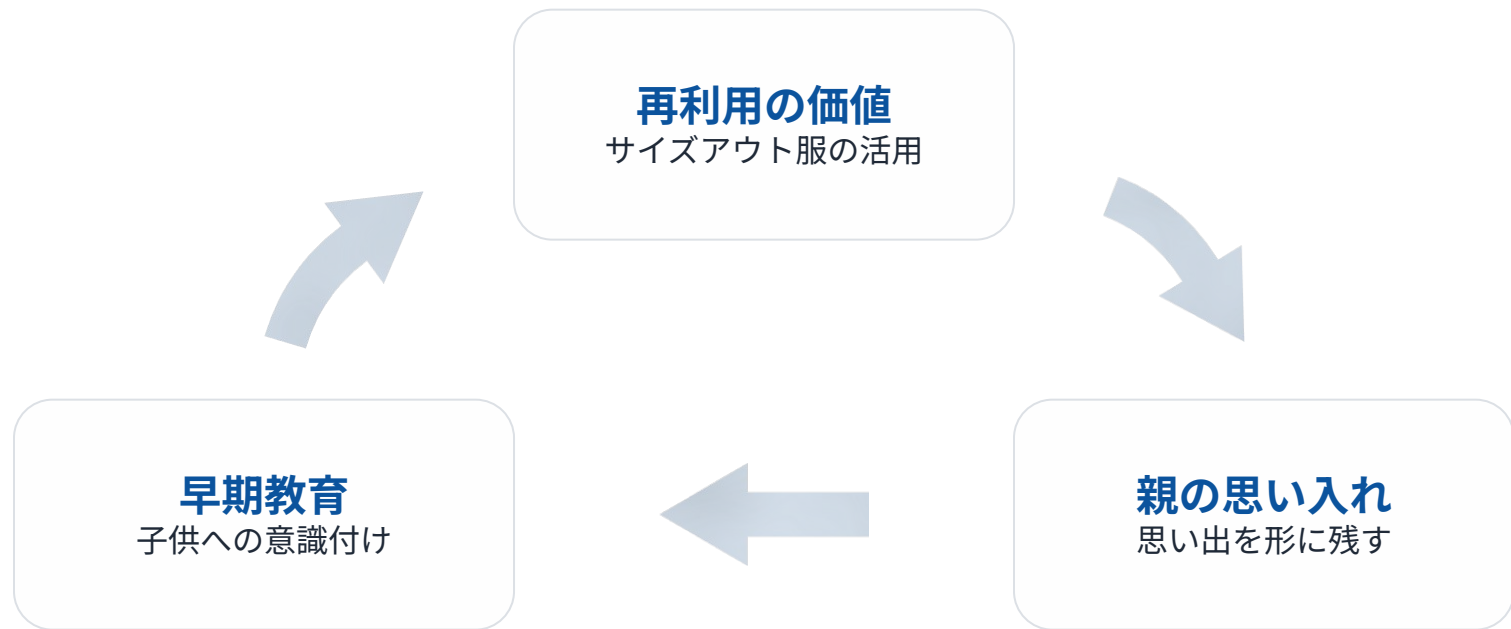 再利用の価値
サイズアウト服の活用
早期教育
子供への意識付け
親の思い入れ
思い出を形に残す